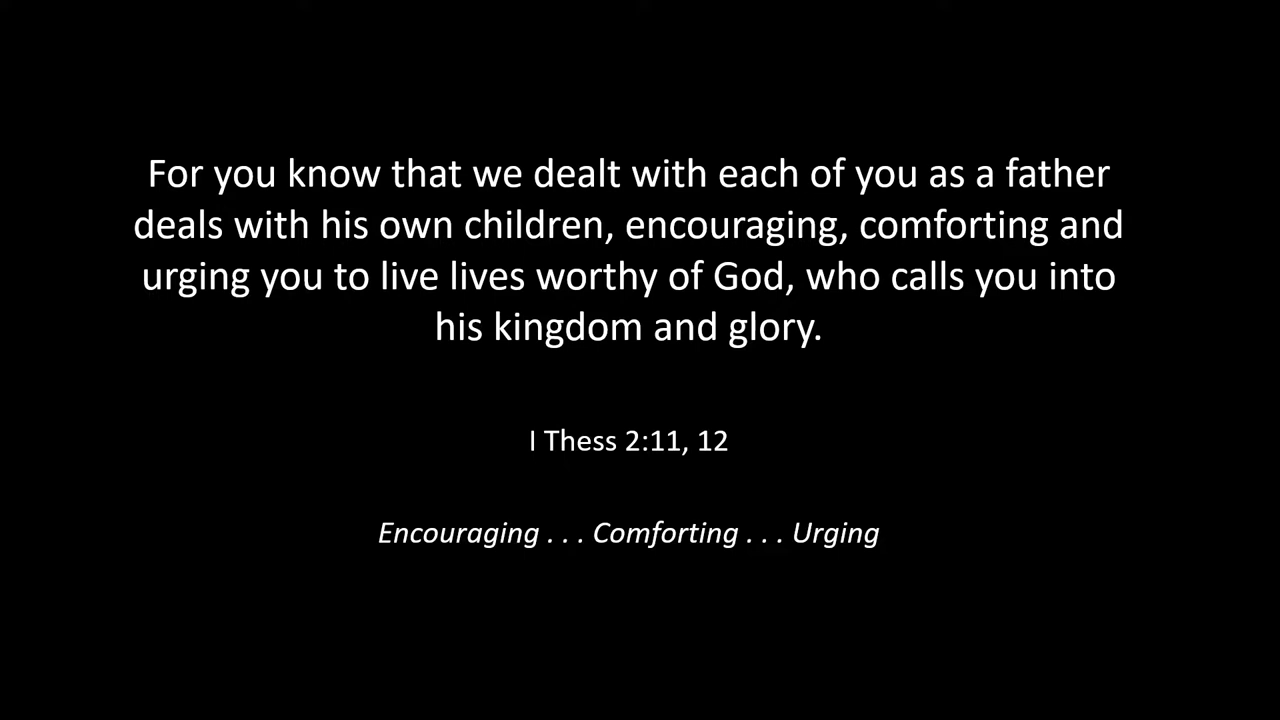 For you know that we dealt with each of you as a father
deals with his own children, encouraging, comforting and
urging you to live lives worthy of God, who calls you into
his kingdom and glory.
I Thess 2:11, 12
Encouraging . . . Comforting . . . Urging